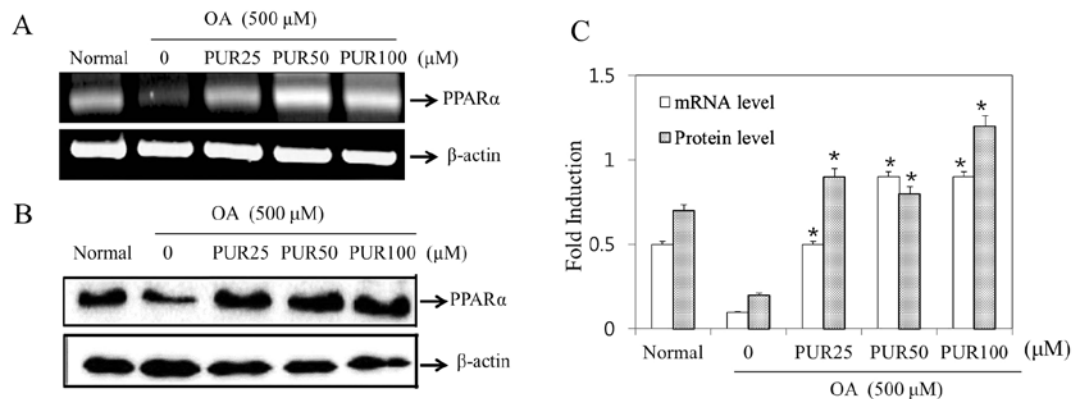 A
OA (500 μM)
Normal 0 PUR25 PUR50 PUR100 (μM)
PPARα
β-actin
B
OA (500 μM)
Normal 0 PUR25 PUR50 PUR100 (μM)
PPARα
β-actin
C
1.5
1
0.5
0
Fold Induction
mRNA level
Protein level
* * * * * *
Normal 0 PUR25 PUR50 PUR100 (μM)
OA (500 μM)